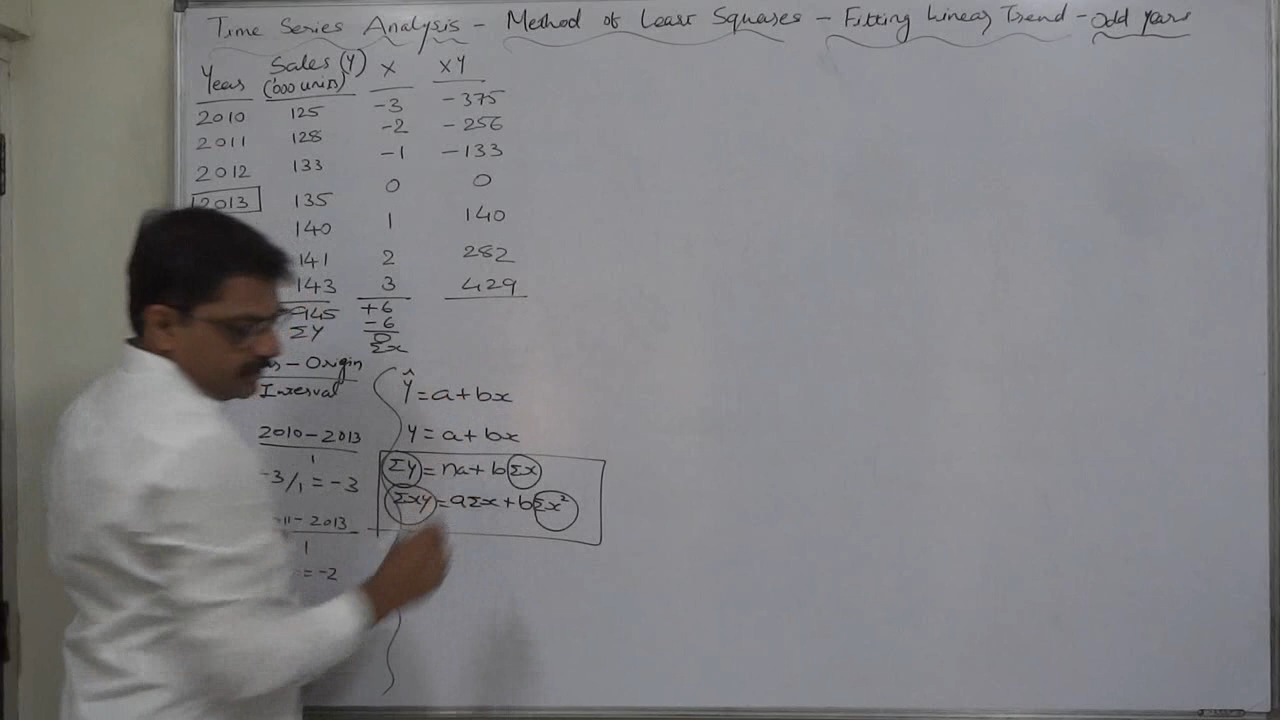 Time Series Analysis - Method of Least Squares - Fitting Linear Trend - odd years
Years Sales (Y) ('000 units) X XY
2010 125 -3 -375
2011 128 -2 -256
2012 133 -1 -133
2013 135 0 0
140 1 140
141 2 282
143 3 429
945 +6
ΣY -6
0
Σx
- Origin
Interval
Ŷ = a + bx
2010 - 2013
1
Y = a + bx
-3/1 = -3
ΣY = na + bΣx
ΣXY = aΣx + bΣx²
11 - 2013
1
= -2